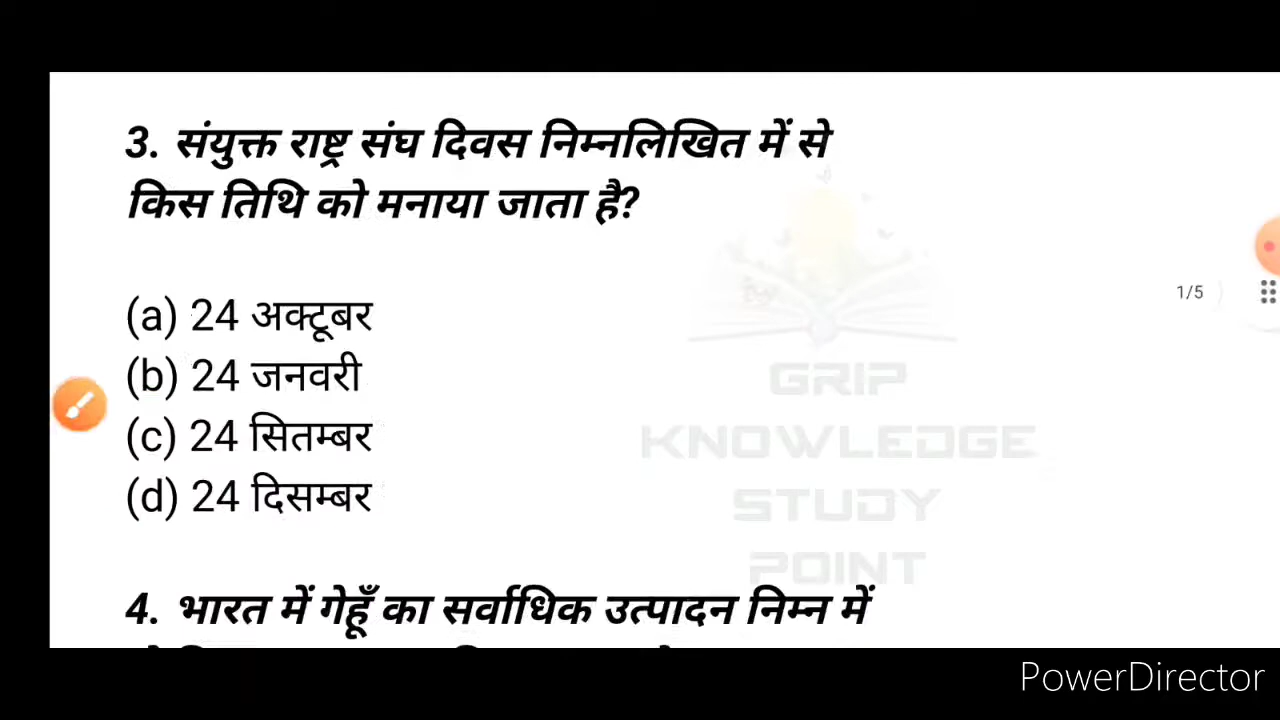 3. संयुक्त राष्ट्र संघ दिवस निम्नलिखित में से
किस तिथि को मनाया जाता है?
(a) 24 अक्टूबर
(b) 24 जनवरी
(c) 24 सितम्बर
(d) 24 दिसम्बर
1/5
GRIP
KNOWLEDGE
STUDY
POINT
4. भारत में गेहूँ का सर्वाधिक उत्पादन निम्न में
PowerDirector